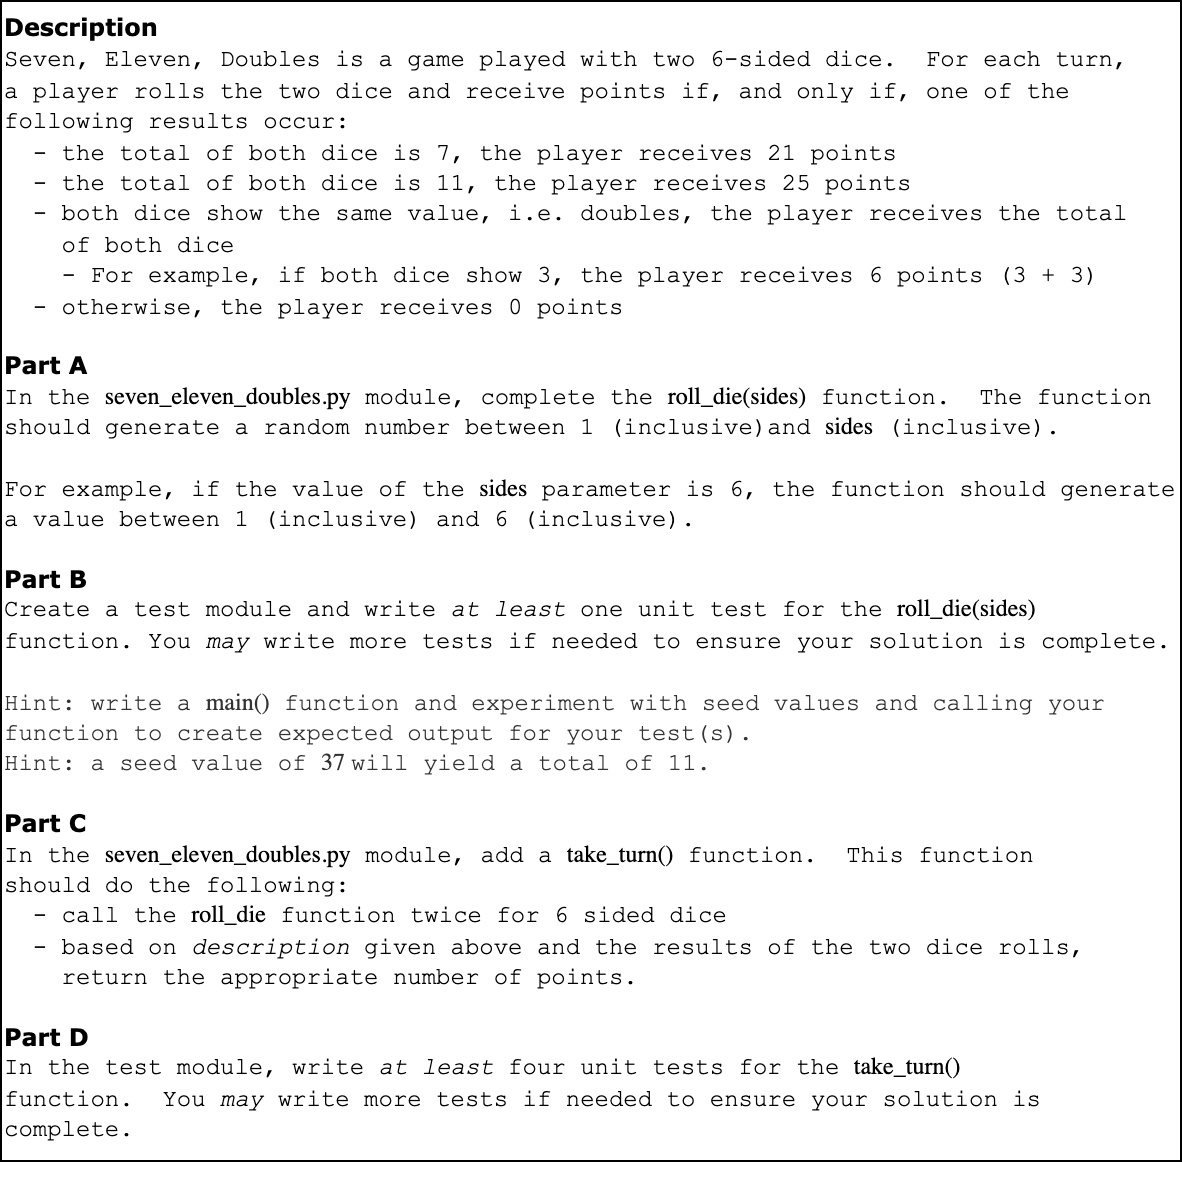 Description
Seven, Eleven, Doubles is a game played with two 6-sided dice.  For each turn,
a player rolls the two dice and receive points if, and only if, one of the
following results occur:
- the total of both dice is 7, the player receives 21 points
- the total of both dice is 11, the player receives 25 points
- both dice show the same value, i.e. doubles, the player receives the total
of both dice
- For example, if both dice show 3, the player receives 6 points (3 + 3)
- otherwise, the player receives 0 points
Part A
In the seven_eleven_doubles.py module, complete the roll_die(sides) function.  The function
should generate a random number between 1 (inclusive)and sides (inclusive).
For example, if the value of the sides parameter is 6, the function should generate
a value between 1 (inclusive) and 6 (inclusive).
Part B
Create a test module and write at least one unit test for the roll_die(sides)
function. You may write more tests if needed to ensure your solution is complete.
Hint: write a main() function and experiment with seed values and calling your
function to create expected output for your test(s).
Hint: a seed value of 37 will yield a total of 11.
Part C
In the seven_eleven_doubles.py module, add a take_turn() function.  This function
should do the following:
- call the roll_die function twice for 6 sided dice
- based on description given above and the results of the two dice rolls,
return the appropriate number of points.
Part D
In the test module, write at least four unit tests for the take_turn()
function.  You may write more tests if needed to ensure your solution is
complete.